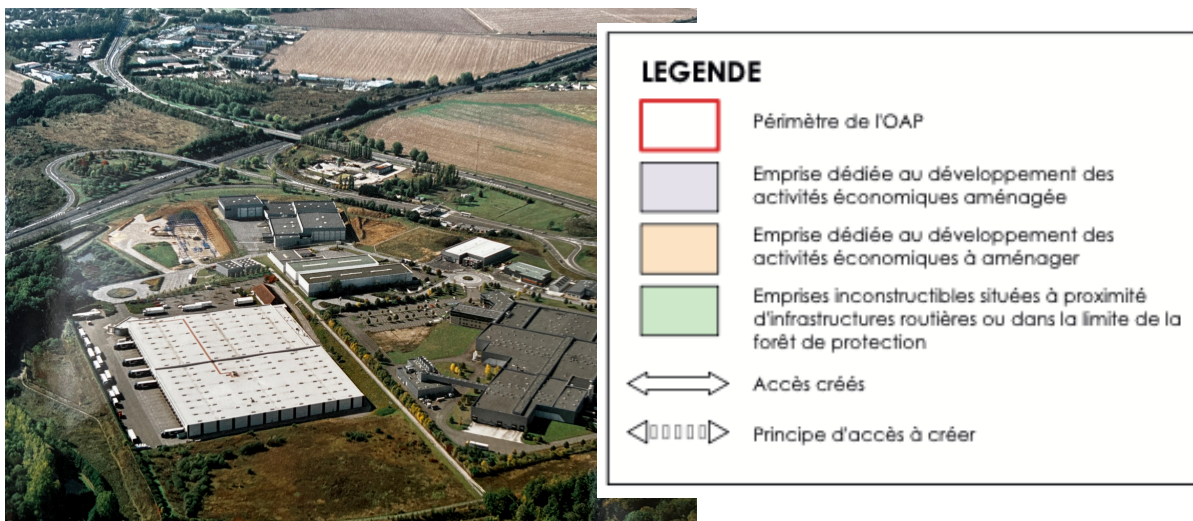 LEGENDE
Périmètre de l'OAP
Emprise dédiée au développement des
activités économiques aménagée
Emprise dédiée au développement des
activités économiques à aménager
Emprises inconstructibles situées à proximité
d'infrastructures routières ou dans la limite de la
forêt de protection
Accès créés
Principe d'accès à créer